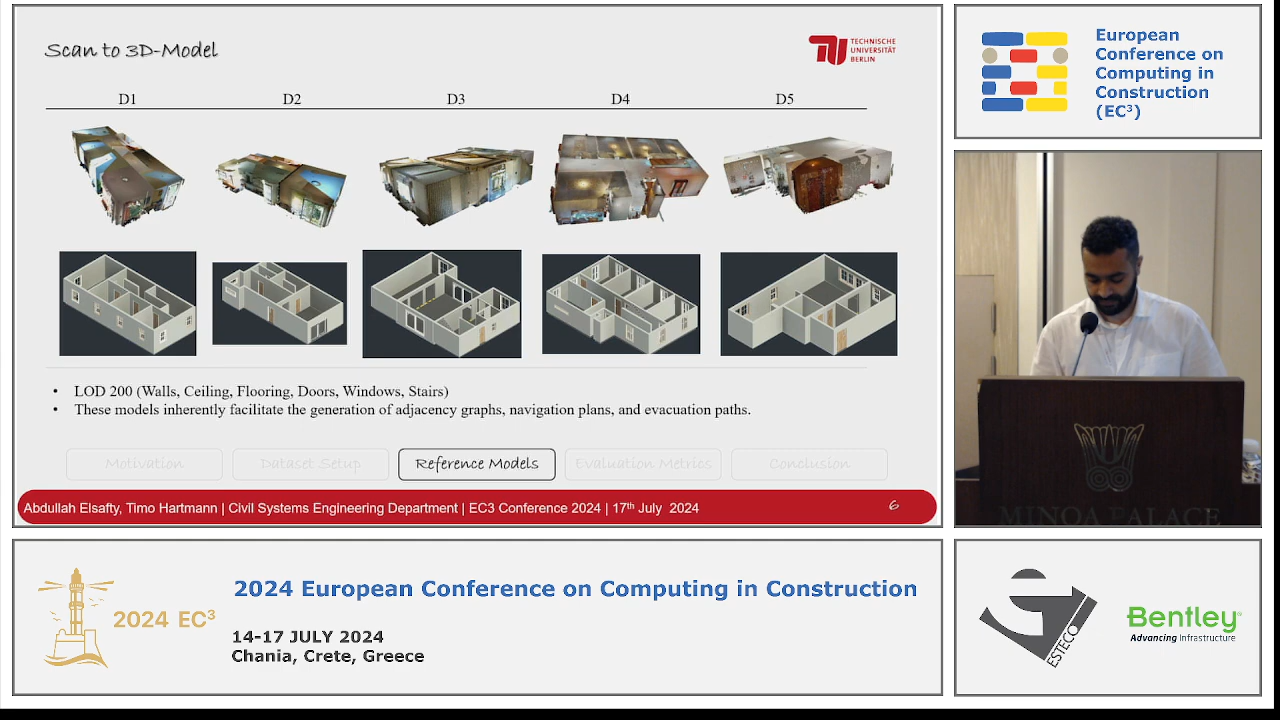 Scan to 3D-Model
TECHNISCHE
UNIVERSITÄT
BERLIN
D1 D2 D3 D4 D5
• LOD 200 (Walls, Ceiling, Flooring, Doors, Windows, Stairs)
• These models inherently facilitate the generation of adjacency graphs, navigation plans, and evacuation paths.
Motivation Dataset Setup Reference Models Evaluation Metrics Conclusion
Abdullah Elsafty, Timo Hartmann | Civil Systems Engineering Department | EC3 Conference 2024 | 17th July 2024 6
European
Conference on
Computing in
Construction
(EC³)
MINOA PALACE
2024 EC³
2024 European Conference on Computing in Construction
14-17 JULY 2024
Chania, Crete, Greece
ESTECO
Bentley®
Advancing Infrastructure